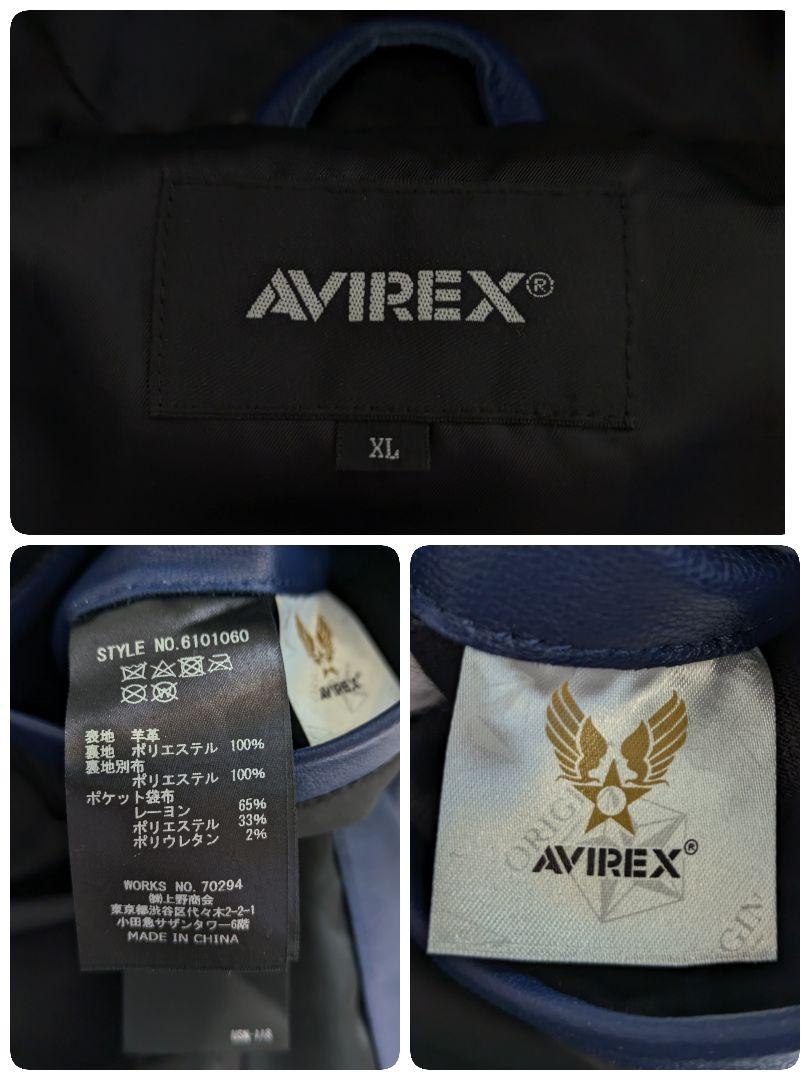 AVIREX®
XL
STYLE NO.6101060
表地 羊革
裏地 ポリエステル 100%
裏地別布
ポリエステル 100%
ポケット袋布
レーヨン 65%
ポリエステル 33%
ポリウレタン 2%
WORKS NO.70294
㈱上野商会
東京都渋谷区代々木2-2-1
小田急サザンタワー6階
MADE IN CHINA
AVIREX®
ORIGIN
AVIREX®
GIN